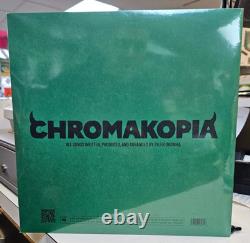 CHROMAKOPIA
ALL SONGS WRITTEN, PRODUCED, AND ARRANGED BY TYLER OKONMA